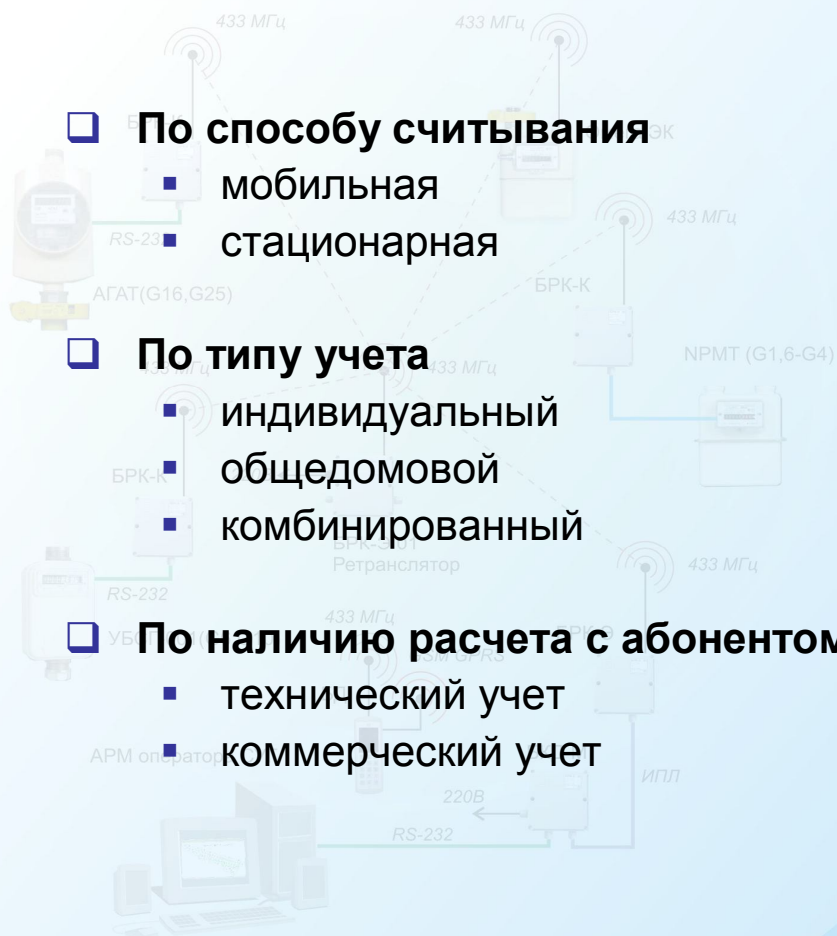 433 МГц
433 МГц
По способу считывания
мобильная
433 МГц
стационарная
АГАТ(G16,G25)
БРК-К
По типу учета
NPMT (G1,6-G4)
433 МГц
индивидуальный
общедомовой
БРК-К
комбинированный
Ретранслятор
433 МГц
RS-232
433 МГц
По наличию расчета с абонентом
GPRS
технический учет
коммерческий учет
АРМ оператора
ИПЛ
220В
RS-232